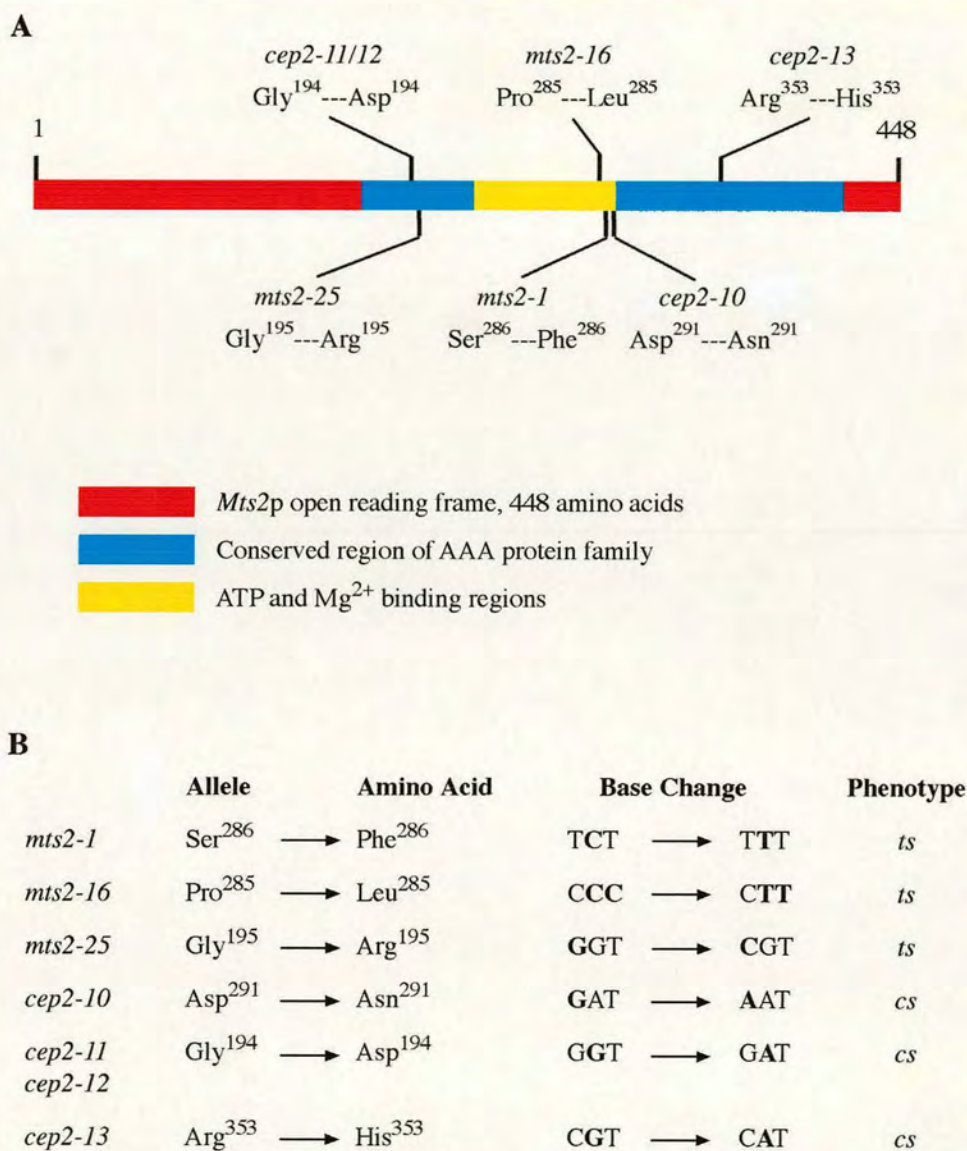 A
cep2-11/12 mts2-16 cep2-13
Gly194---Asp194 Pro285---Leu285 Arg353---His353
1 448
mts2-25 mts2-1 cep2-10
Gly195---Arg195 Ser286---Phe286 Asp291---Asn291
Mts2p open reading frame, 448 amino acids
Conserved region of AAA protein family
ATP and Mg2+ binding regions
B
Allele Amino Acid Base Change Phenotype
mts2-1 Ser286 → Phe286 TCT → TTT ts
mts2-16 Pro285 → Leu285 CCC → CTT ts
mts2-25 Gly195 → Arg195 GGT → CGT ts
cep2-10 Asp291 → Asn291 GAT → AAT cs
cep2-11 Gly194 → Asp194 GGT → GAT cs
cep2-12
cep2-13 Arg353 → His353 CGT → CAT cs